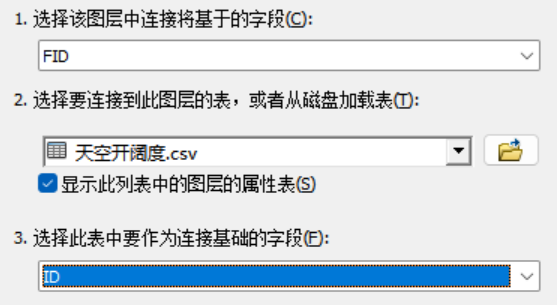 1. 选择该图层中连接将基于的字段(C):
FID
2. 选择要连接到此图层的表，或者从磁盘加载表(T):
天空开阔度.csv
显示此列表中的图层的属性表(S)
3. 选择此表中要作为连接基础的字段(F):
ID